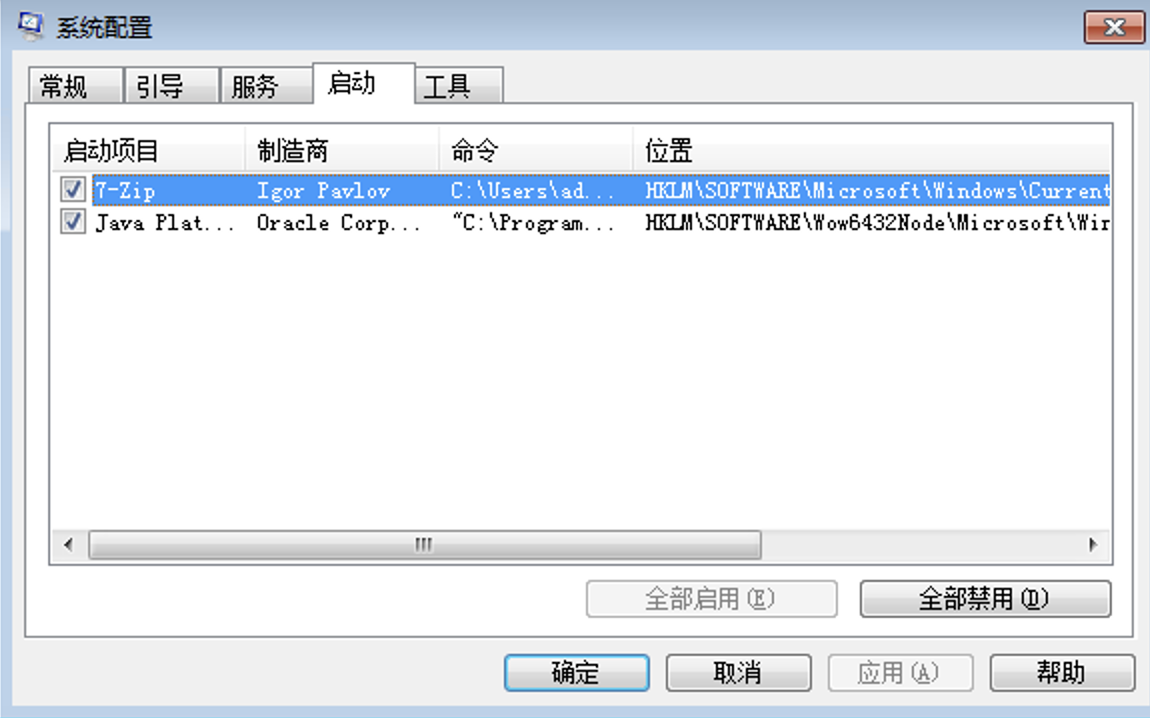 系统配置
常规 引导 服务 启动 工具
启动项目 制造商 命令 位置
7-Zip Igor Pavlov C:\Users\ad... HKLM\SOFTWARE\Microsoft\Windows\Current
Java Plat... Oracle Corp... "C:\Program... HKLM\SOFTWARE\Wow6432Node\Microsoft\Wir
全部启用(E) 全部禁用(D)
确定 取消 应用(A) 帮助